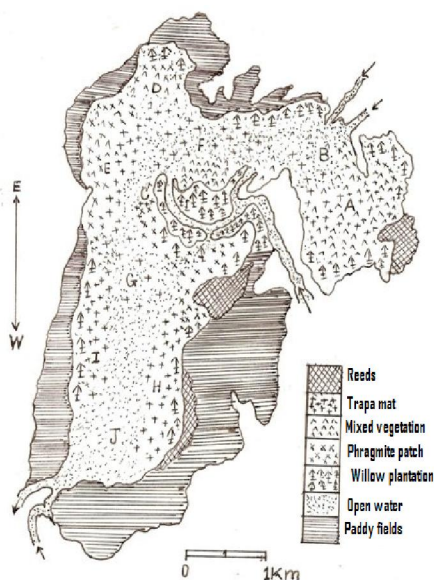 D
B
F
E
A
E
C
G
W
I
H
J
Reeds
Trapa mat
Mixed vegetation
Phragmite patch
Willow plantation
Open water
Paddy fields
0 1Km